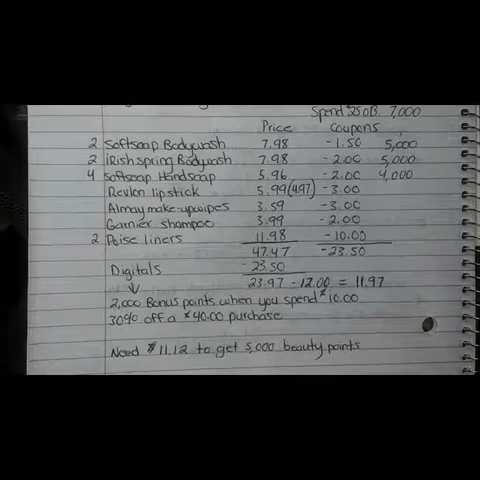 Spend 25 OB. 7,000
Price Coupons
2 Softsoap Bodywash 7.98 -1.50 5,000
2 iRishspring Bodywash 7.98 -2.00 5,000
4 Softsoap Handsoap 5.96 -2.00 4,000
Revlon lipstick 5.99(4.97) -3.00
Almay make-upwipes 3.59 -3.00
Garnier shampoo 3.99 -2.00
2 Poise liners 11.98 -10.00
47.47 -23.50
Digitals -23.50
23.97 -12.00 = 11.97
2,000 Bonus points when you spend $10.00
30% off a $40.00 purchase
Need $11.12 to get 5,000 beauty points